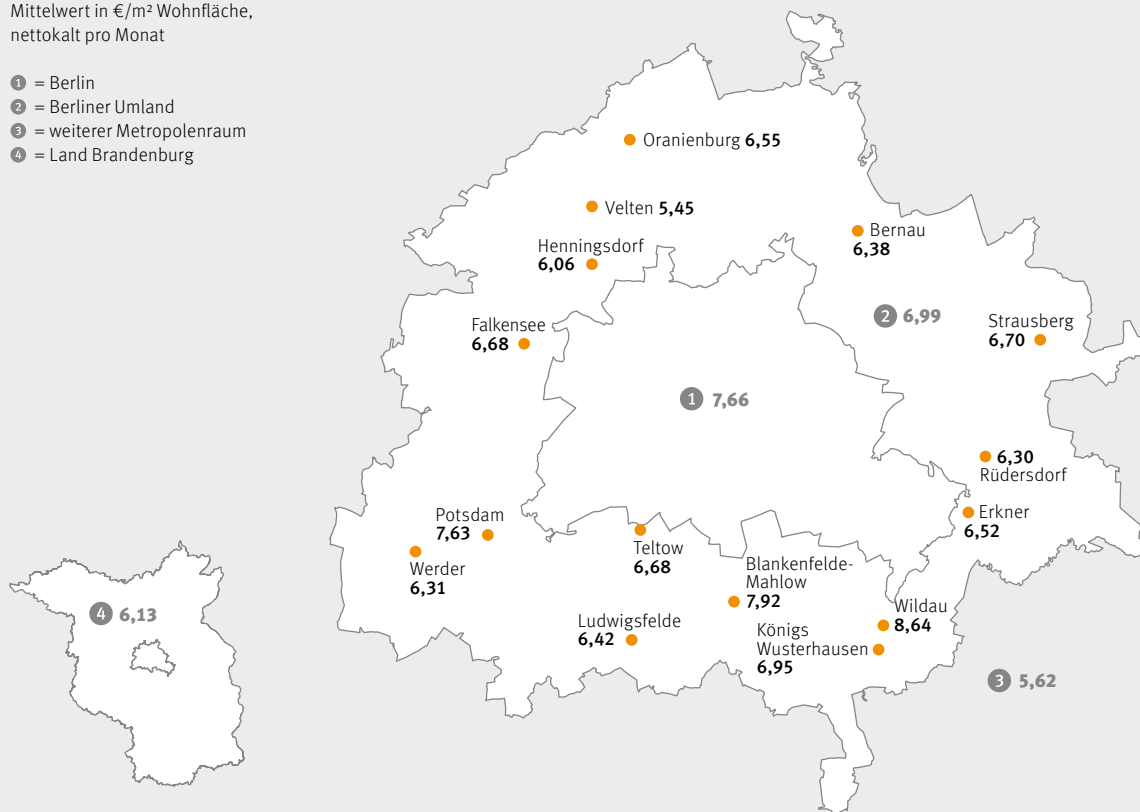 Mittelwert in €/m² Wohnfläche,
nettokalt pro Monat
1 = Berlin
2 = Berliner Umland
3 = weiterer Metropolenraum
4 = Land Brandenburg
Oranienburg 6,55
Velten 5,45
Henningsdorf
6,06
Bernau
6,38
2 6,99
Falkensee
6,68
Strausberg
6,70
1 7,66
6,30
Rüdersdorf
Erkner
6,52
Potsdam
7,63
Werder
6,31
Teltow
6,68
Blankenfelde-
Mahlow
7,92
Ludwigsfelde
6,42
Wildau
8,64
Königs
Wusterhausen
6,95
4 6,13
3 5,62